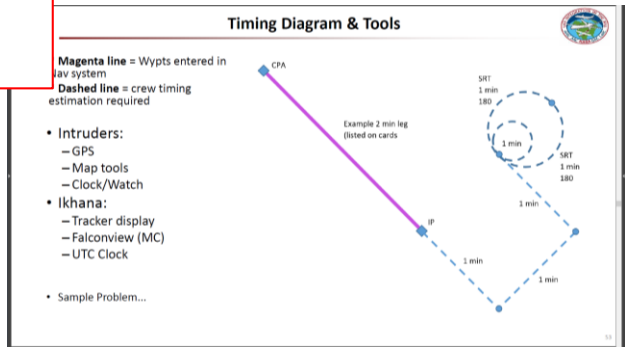 Timing Diagram & Tools
Magenta line = Wypts entered in
Nav system
Dashed line = crew timing
estimation required
• Intruders:
– GPS
– Map tools
– Clock/Watch
• Ikhana:
– Tracker display
– Falconview (MC)
– UTC Clock
• Sample Problem...
CPA
Example 2 min leg
(listed on cards
IP
SRT
1 min
180
1 min
SRT
1 min
180
1 min
1 min
1 min